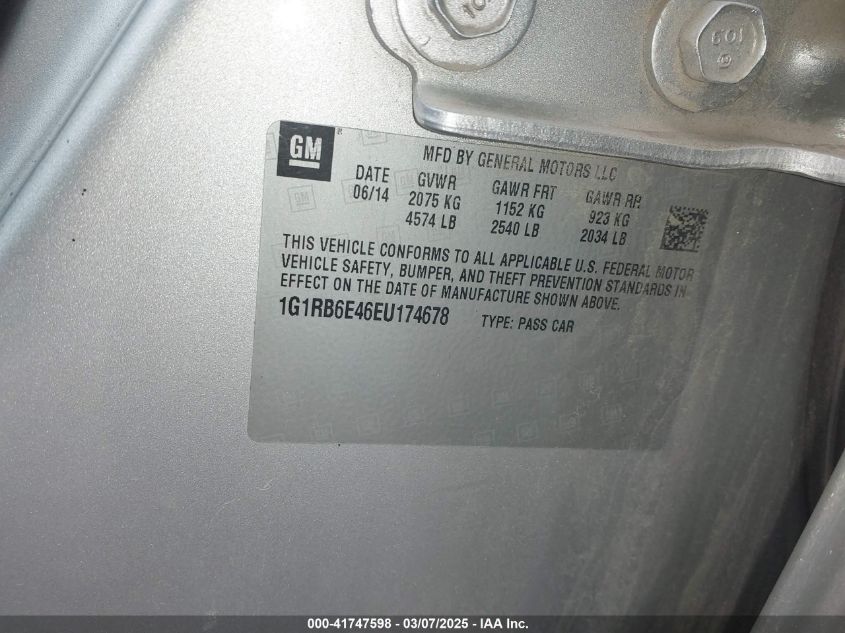 10
109
GM
MFD BY GENERAL MOTORS LLC
DATE GVWR GAWR FRT GAWR RR
06/14 2075 KG 1152 KG 923 KG
4574 LB 2540 LB 2034 LB
THIS VEHICLE CONFORMS TO ALL APPLICABLE U.S. FEDERAL MOTOR
VEHICLE SAFETY, BUMPER, AND THEFT PREVENTION STANDARDS IN
EFFECT ON THE DATE OF MANUFACTURE SHOWN ABOVE.
1G1RB6E46EU174678 TYPE: PASS CAR
000-41747598 03/07/2025 - IAA Inc.